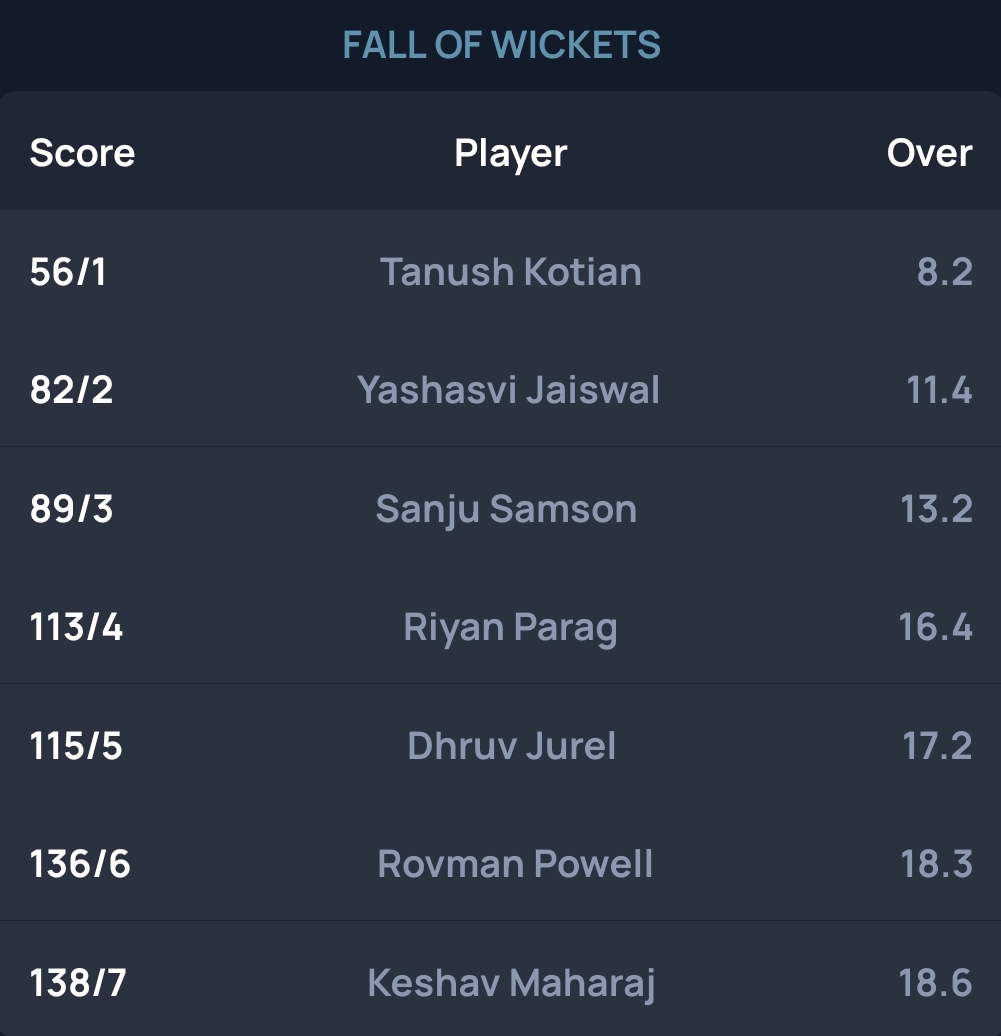 FALL OF WICKETS
Score Player Over
56/1 Tanush Kotian 8.2
82/2 Yashasvi Jaiswal 11.4
89/3 Sanju Samson 13.2
113/4 Riyan Parag 16.4
115/5 Dhruv Jurel 17.2
136/6 Rovman Powell 18.3
138/7 Keshav Maharaj 18.6